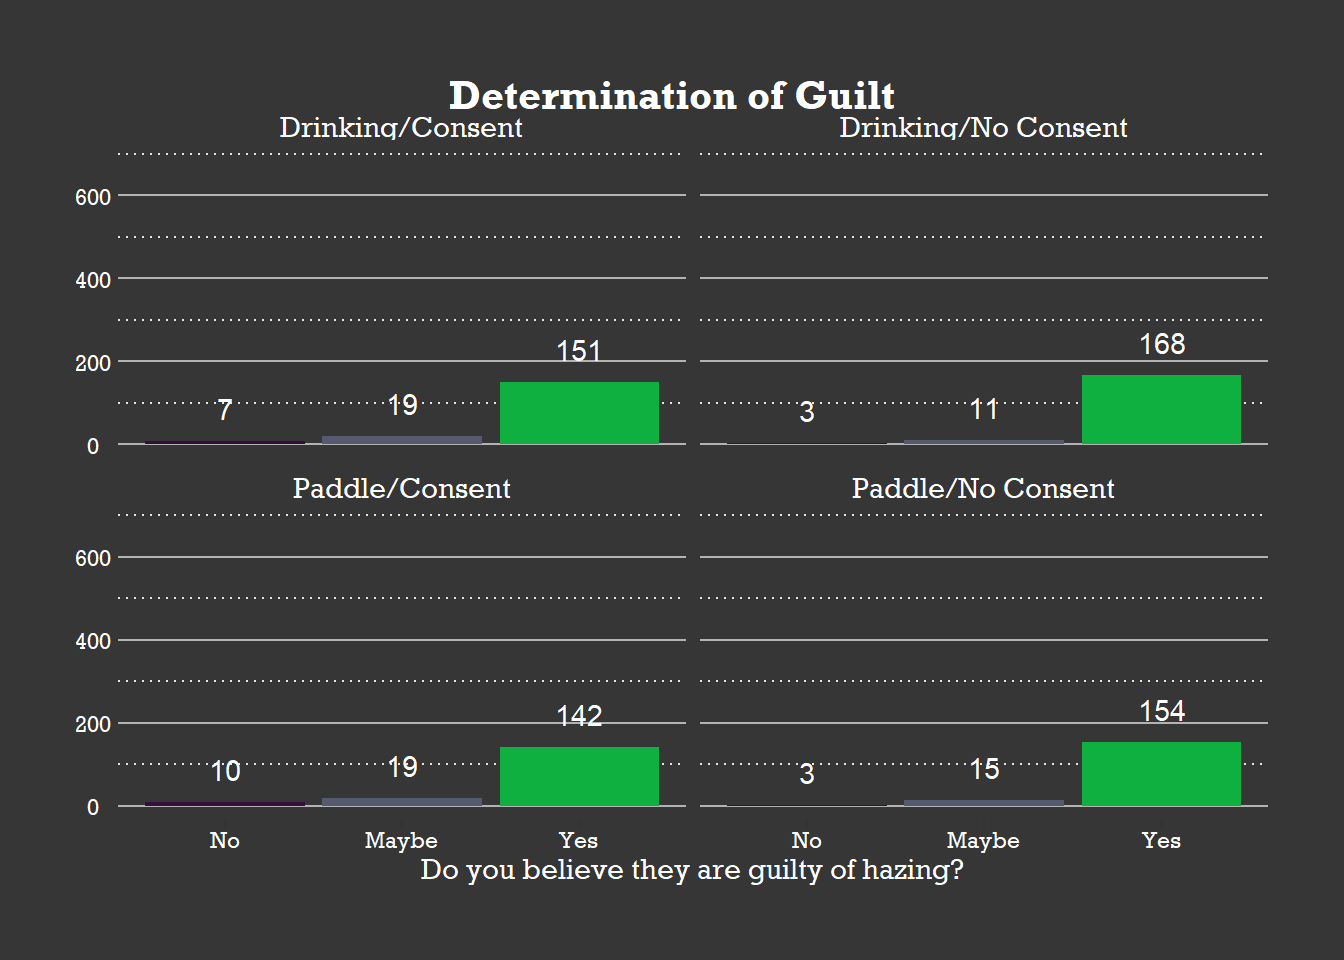 Determination of Guilt
Drinking/Consent
Drinking/No Consent
600
400
200
0
7
19
151
3
11
168
Paddle/Consent
Paddle/No Consent
600
400
200
0
10
19
142
3
15
154
No Maybe Yes No Maybe Yes
Do you believe they are guilty of hazing?